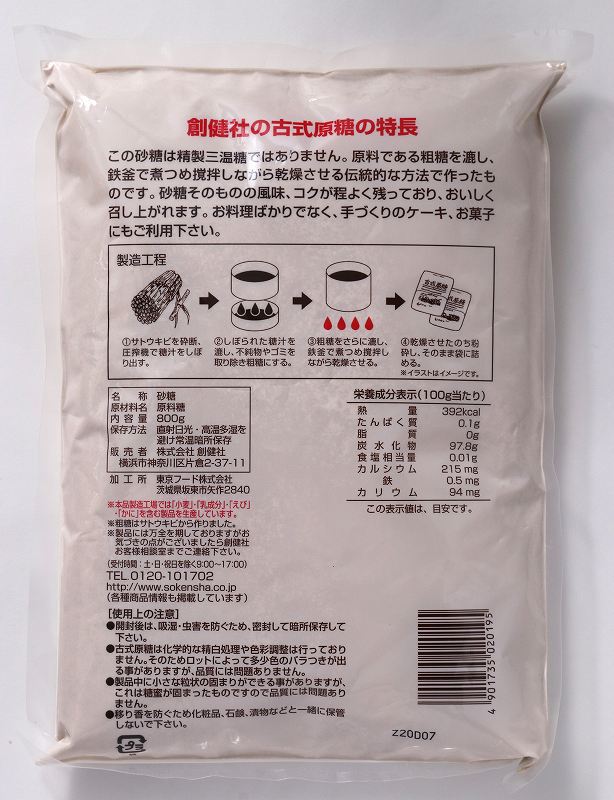 創健社の古式原糖の特長
この砂糖は精製三温糖ではありません。原料である粗糖を漉し、
鉄釜で煮つめ撹拌しながら乾燥させる伝統的な方法で作ったも
のです。砂糖そのものの風味、コクが程よく残っており、おいしく
召し上がれます。お料理ばかりでなく、手づくりのケーキ、お菓子
にもご利用下さい。
製造工程
①サトウキビを砕断、
圧搾機で糖汁をしぼ
り出す。
②しぼられた糖汁を
漉し、不純物やゴミを
取り除き粗糖にする。
③粗糖をさらに漉し、
鉄釜で煮つめ撹拌し
ながら乾燥させる。
④乾燥させたのち粉
砕し、そのまま袋に詰
める。
※イラストはイメージです。
名称 砂糖
原材料名 原料糖
内容量 800g
保存方法 直射日光・高温多湿を
避け常温暗所保存
販売者 株式会社 創健社
横浜市神奈川区片倉2-37-11
加工所 東京フード株式会社
茨城県坂東市矢作2840
※本品製造工場では「小麦」・「乳成分」・「えび」
・「かに」を含む製品を生産しています。
※粗糖はサトウキビから作りました。
※製品には万全を期しておりますがお
気づきの点がございましたら創健社
お客様相談室までご連絡下さい。
(受付時間:土・日・祝日を除く9:00~17:00)
TEL 0120-101702
http://www.sokensha.co.jp
(各種商品情報も掲載しています)
栄養成分表示(100g当たり)
熱量 392kcal
たんぱく質 0.1g
脂質 0g
炭水化物 97.8g
食塩相当量 0.01g
カルシウム 215mg
鉄 0.5mg
カリウム 94mg
この表示値は、目安です。
[使用上の注意]
●開封後は、吸湿・虫害を防ぐため、密封して暗所保存して
下さい。
●古式原糖は化学的な精白処理や色彩調整は行っており
ません。そのためロットによって多少色のバラつきが出
る事がありますが、品質には問題ありません。
●製品中に小さな粒状の固まりができる事がありますが、
これは糖蜜が固まったものですので品質には問題あり
ません。
●移り香を防ぐため化粧品、石鹸、漬物などと一緒に保管
しないで下さい。
プラ
4 901735 020195
Z20D07